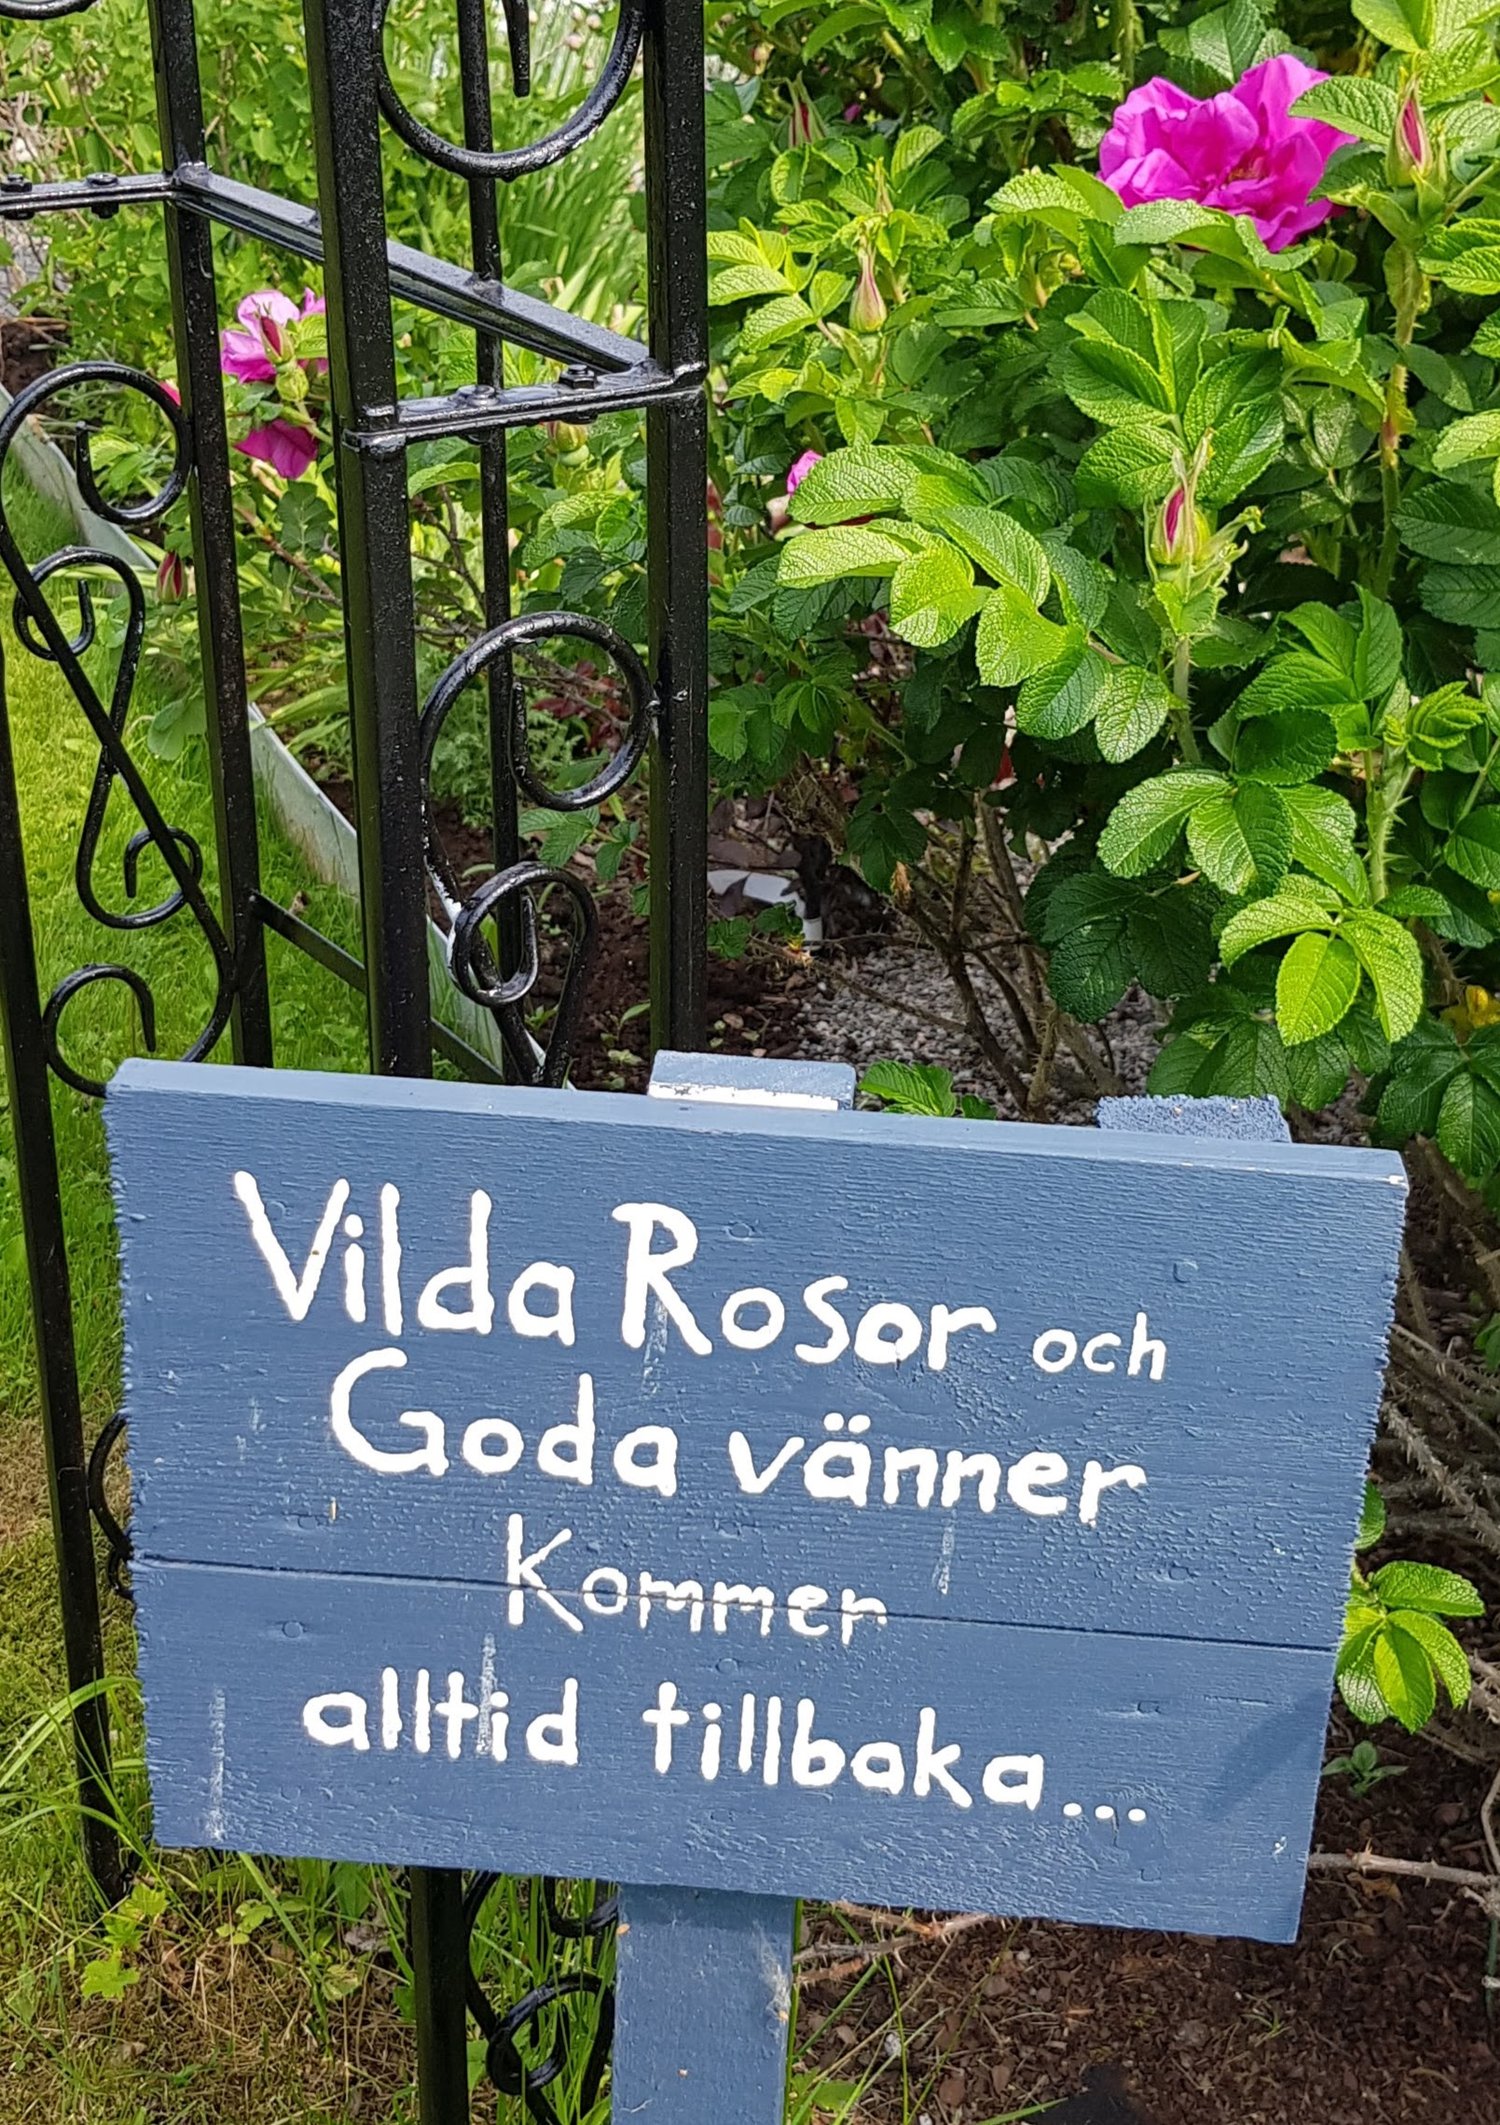 Vilda Rosor och
Goda vänner
Kommer
alltid tillbaka...